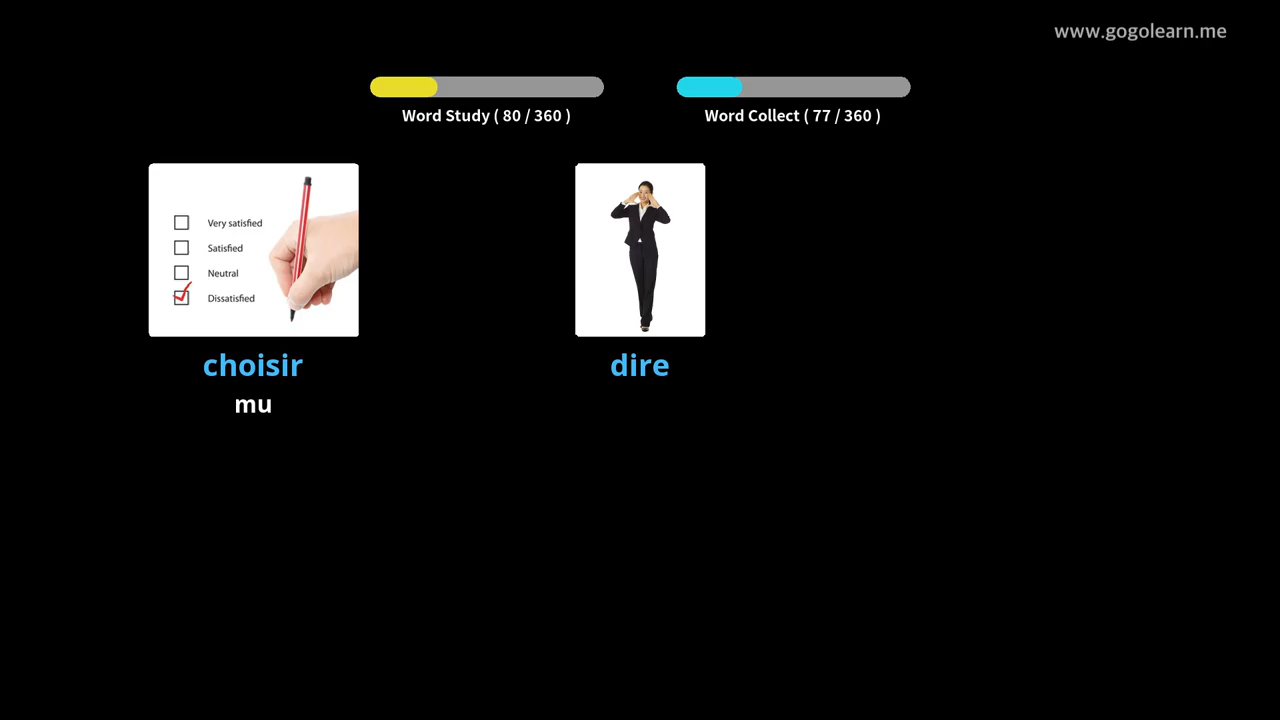 www.gogolearn.me
Word Study ( 80 / 360 )
Word Collect ( 77 / 360 )
Very satisfied
Satisfied
Neutral
Dissatisfied
choisir
mu
dire